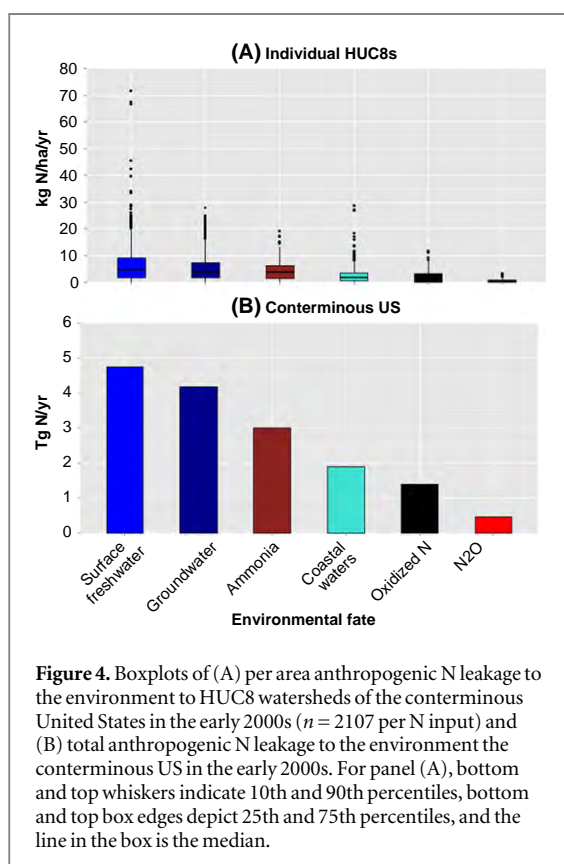 (A) Individual HUC8s
kg N/ha/yr
80
70
60
50
40
30
20
10
0
(B) Conterminous US
Tg N/yr
6
5
4
3
2
1
0
Surface
freshwater
Groundwater
Ammonia
Coastal
waters
Oxidized N
N2O
Environmental fate
Figure 4. Boxplots of (A) per area anthropogenic N leakage to
the environment to HUC8 watersheds of the conterminous
United States in the early 2000s (n = 2107 per N input) and
(B) total anthropogenic N leakage to the environment the
conterminous US in the early 2000s. For panel (A), bottom
and top whiskers indicate 10th and 90th percentiles, bottom
and top box edges depict 25th and 75th percentiles, and the
line in the box is the median.